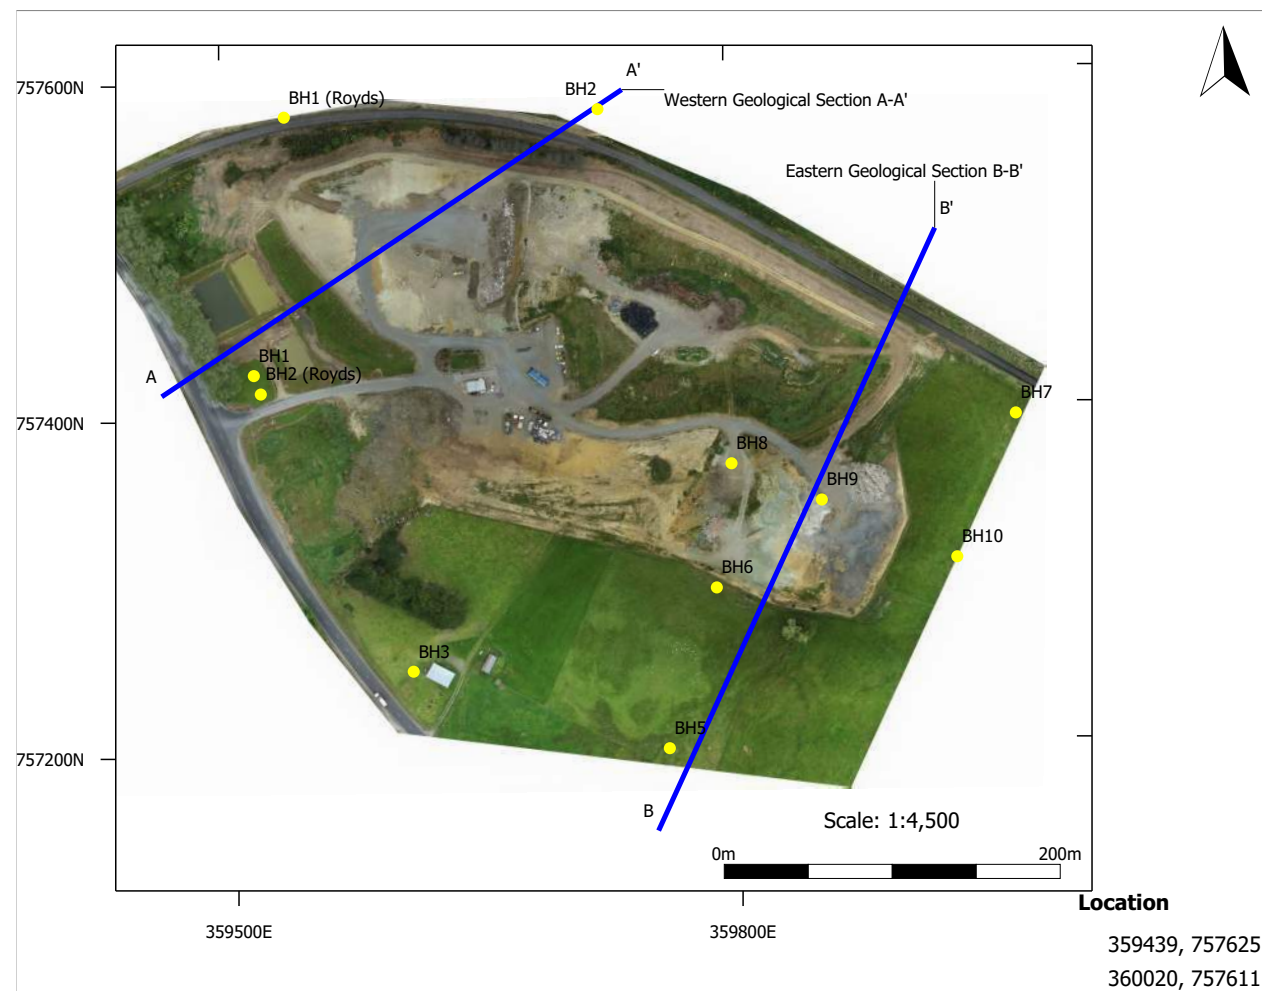 A'
757600N
BH2
BH1 (Royds)
Western Geological Section A-A'
Eastern Geological Section B-B'
B'
BH1
BH2 (Royds)
A
BH7
757400N
BH8
BH9
BH10
BH6
BH3
BH5
757200N
B
Scale: 1:4,500
0m
200m
Location
359500E
359800E
359439, 757625
360020, 757611